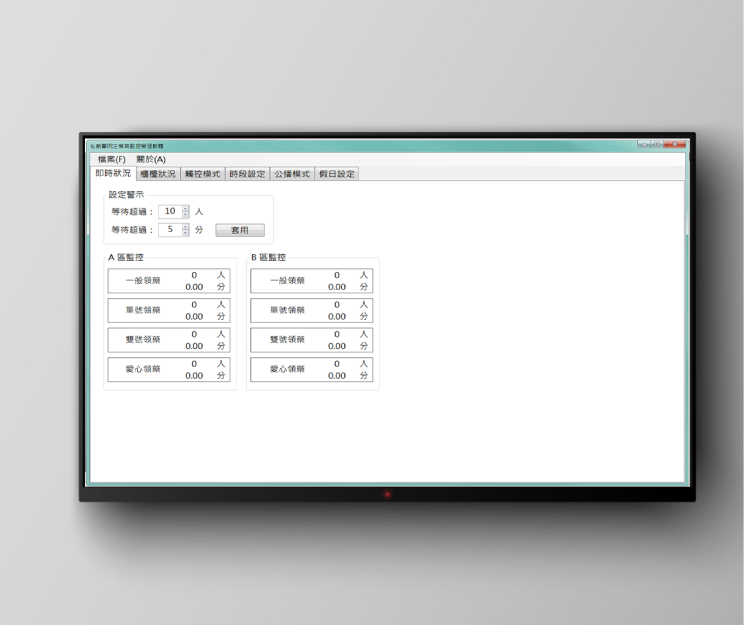 檔案(F) 關於(A)
即時狀況 櫃檯狀況 觸控模式 時段設定 公播模式 假日設定
設定警示
等待超過： 10 人
等待超過： 5 分 套用
A 區監控
一般領藥 0 人
0.00 分
單號領藥 0 人
0.00 分
雙號領藥 0 人
0.00 分
愛心領藥 0 人
0.00 分
B 區監控
一般領藥 0 人
0.00 分
單號領藥 0 人
0.00 分
雙號領藥 0 人
0.00 分
愛心領藥 0 人
0.00 分